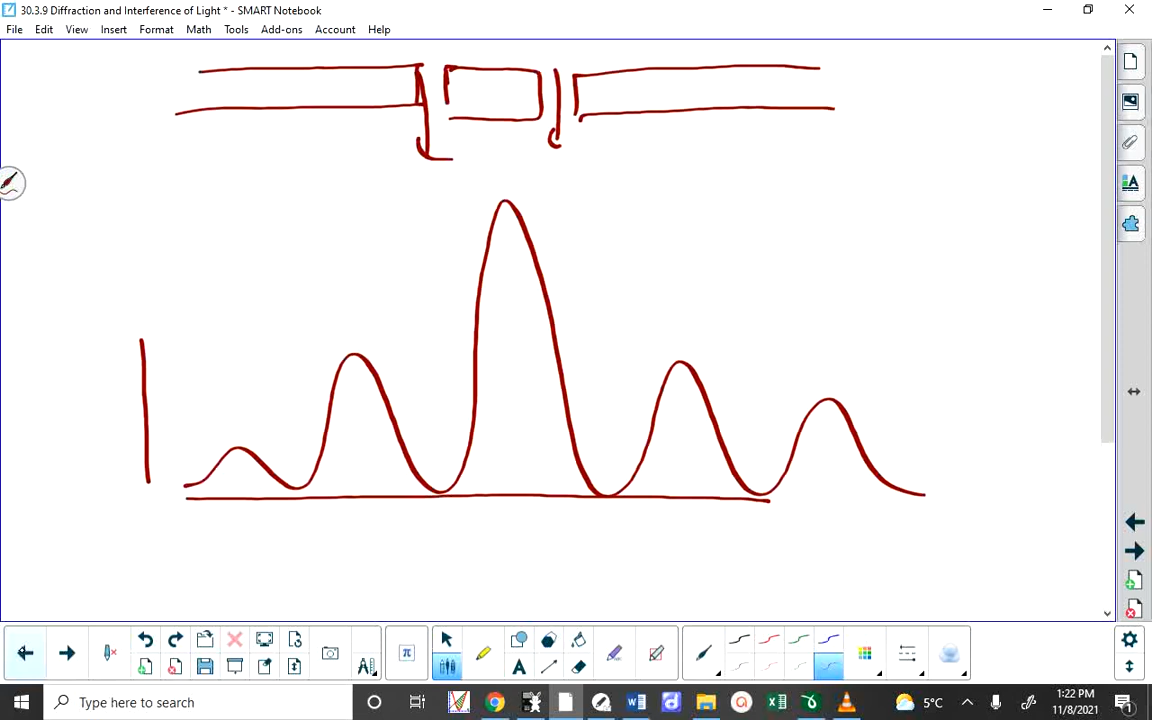 30.3.9 Diffraction and Interference of Light * - SMART Notebook
File Edit View Insert Format Math Tools Add-ons Account Help
π
A
A
Type here to search
5°C
1:22 PM
11/8/2021
1